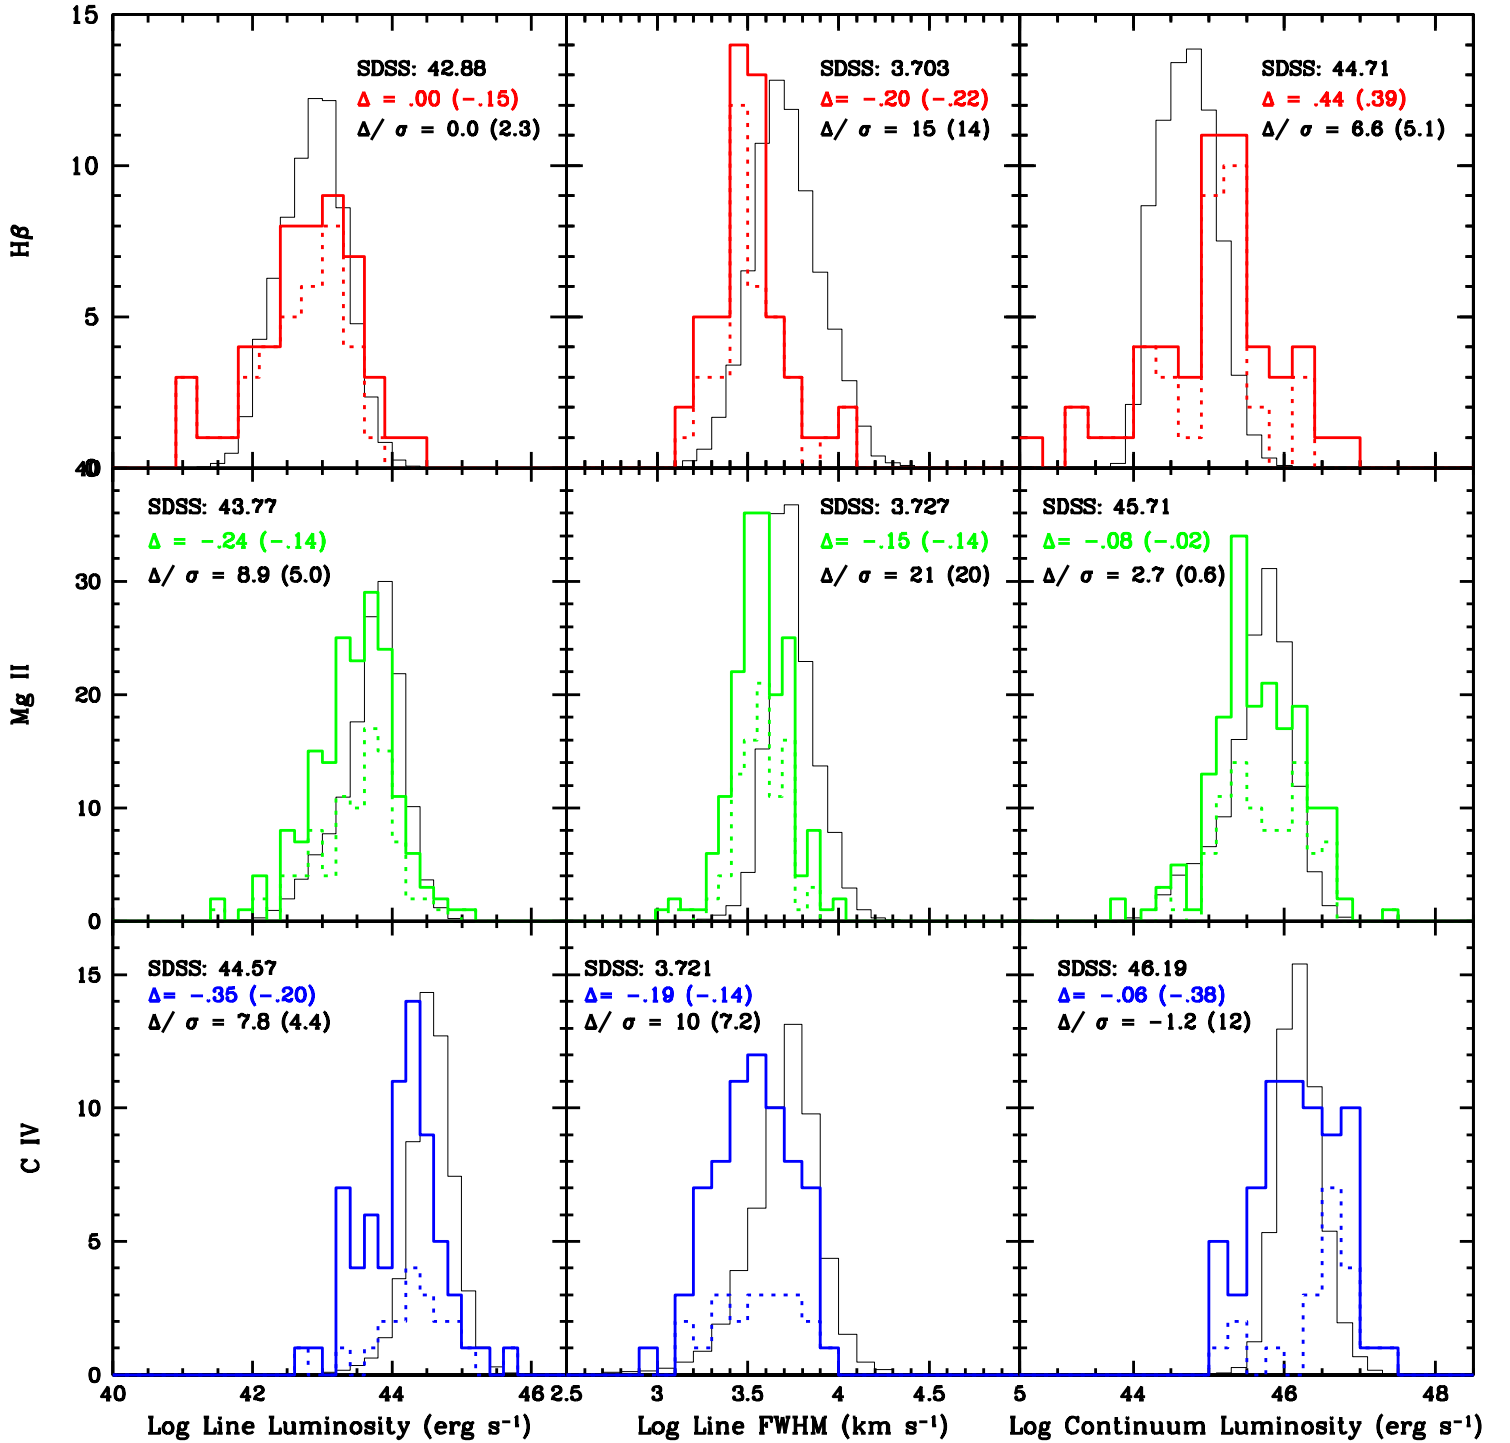 15
10
5
Hβ
SDSS: 42.88
Δ = .00 (-.15)
Δ/ σ = 0.0 (2.3)
SDSS: 3.703
Δ= -.20 (-.22)
Δ/ σ = 15 (14)
SDSS: 44.71
Δ = .44 (.39)
Δ/ σ = 6.6 (5.1)
40
30
20
10
0
Mg II
SDSS: 43.77
Δ = -.24 (-.14)
Δ/ σ = 8.9 (5.0)
SDSS: 3.727
Δ= -.15 (-.14)
Δ/ σ = 21 (20)
SDSS: 45.71
Δ= -.08 (-.02)
Δ/ σ = 2.7 (0.6)
15
10
5
0
C IV
SDSS: 44.57
Δ= -.35 (-.20)
Δ/ σ = 7.8 (4.4)
SDSS: 3.721
Δ= -.19 (-.14)
Δ/ σ = 10 (7.2)
SDSS: 46.19
Δ= -.06 (-.38)
Δ/ σ = -1.2 (12)
40 42 44 46 2.5 3 3.5 4 4.5 5 44 46 48
Log Line Luminosity (erg s⁻¹) Log Line FWHM (km s⁻¹) Log Continuum Luminosity (erg s⁻¹)